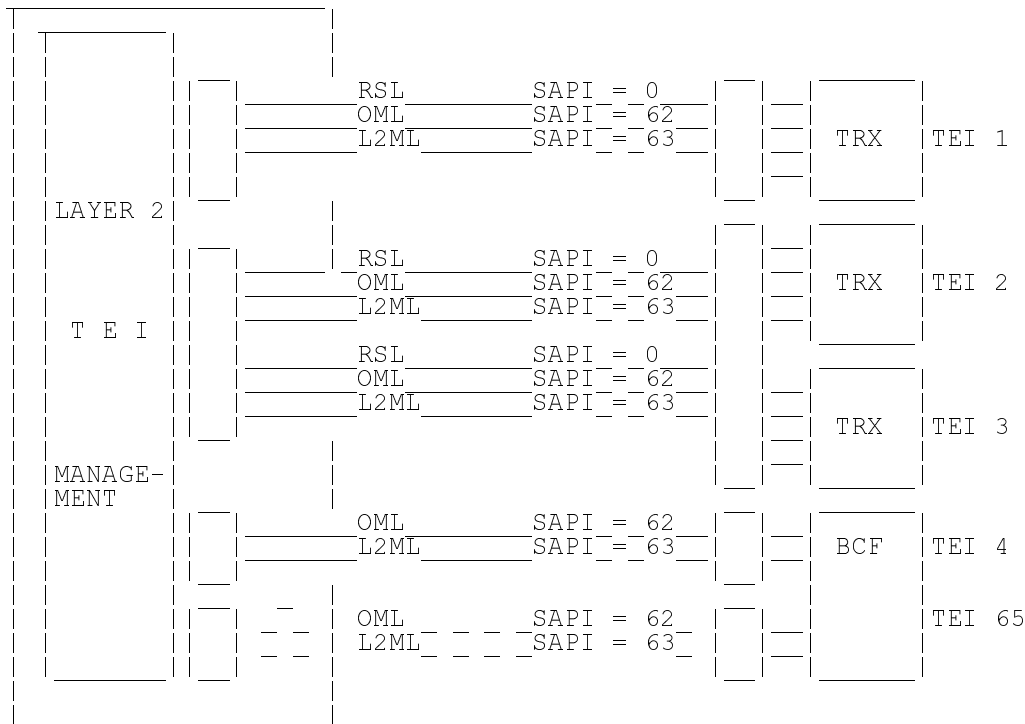 RSL SAPI = 0
OML SAPI = 62
L2ML SAPI = 63 TRX TEI 1
LAYER 2
RSL SAPI = 0
OML SAPI = 62 TRX TEI 2
L2ML SAPI = 63
T E I
RSL SAPI = 0
OML SAPI = 62
L2ML SAPI = 63
TRX TEI 3
MANAGE-
MENT
OML SAPI = 62
L2ML SAPI = 63 BCF TEI 4
OML SAPI = 62 TEI 65
L2ML SAPI = 63